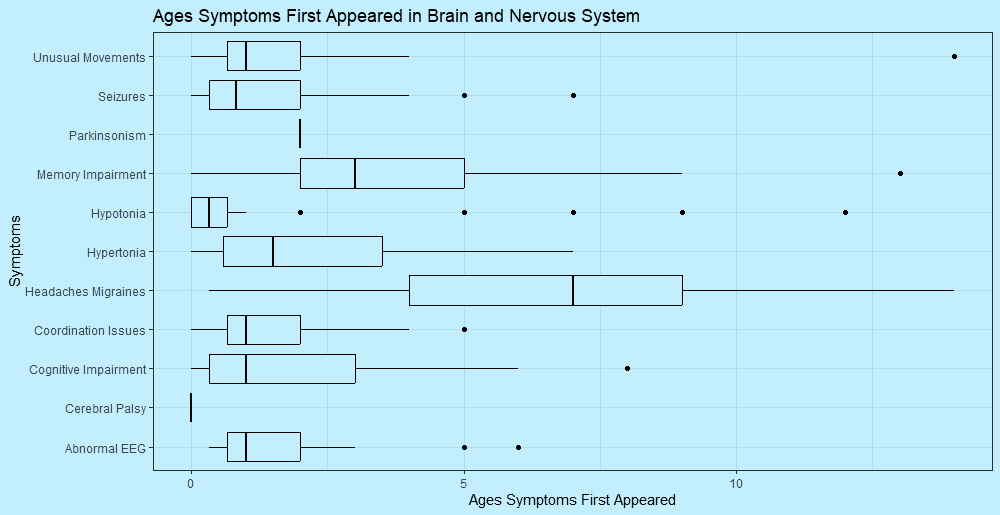 Ages Symptoms First Appeared in Brain and Nervous System
Symptoms
Unusual Movements
Seizures
Parkinsonism
Memory Impairment
Hypotonia
Hypertonia
Headaches Migraines
Coordination Issues
Cognitive Impairment
Cerebral Palsy
Abnormal EEG
0 5 10
Ages Symptoms First Appeared